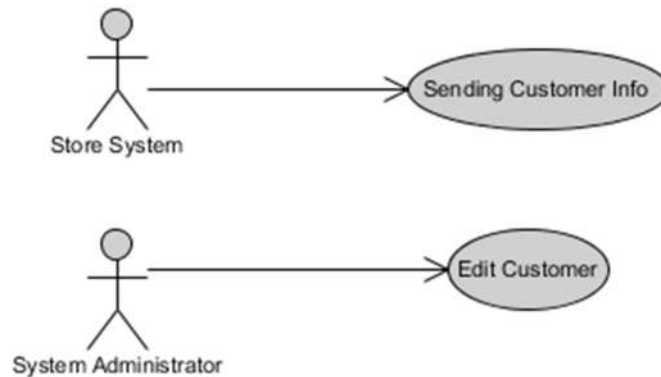 Sending Customer Info
Store System
Edit Customer
System Administrator